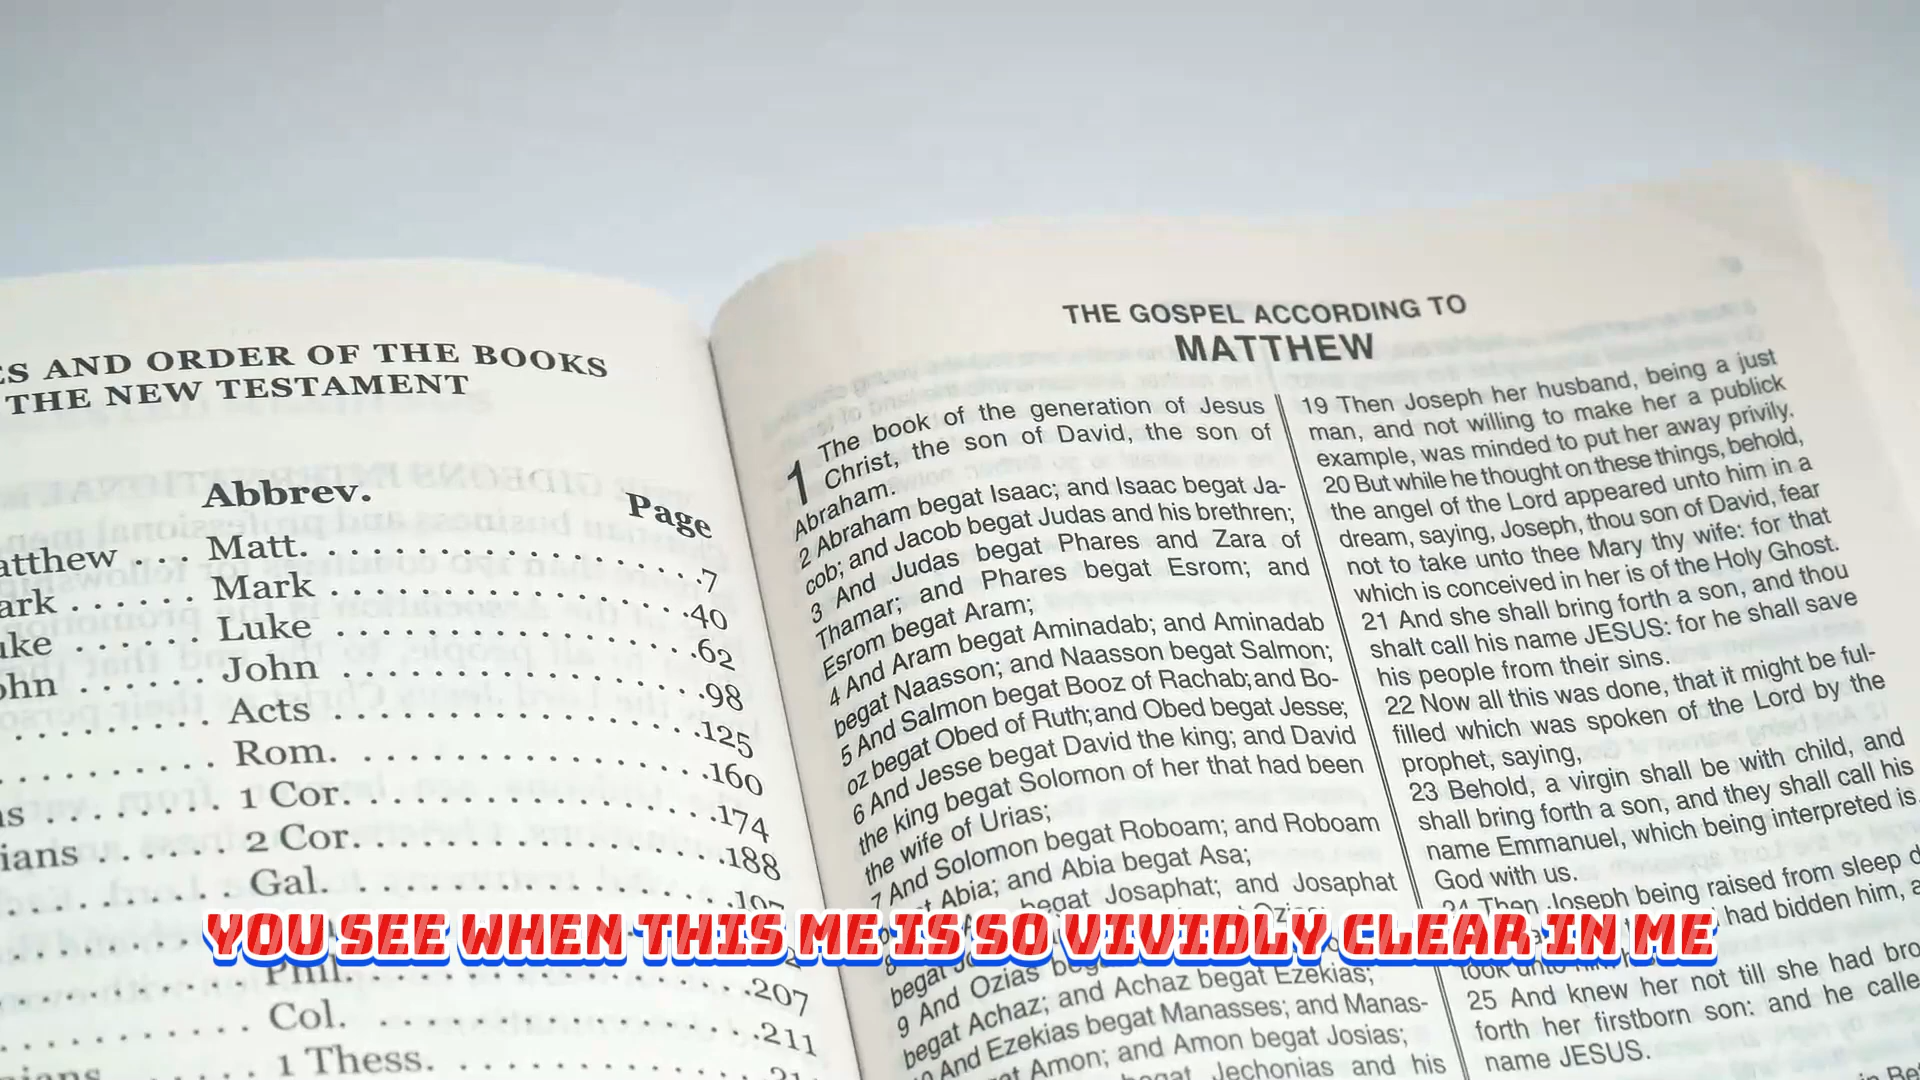 ES AND ORDER OF THE BOOKS
THE NEW TESTAMENT
Abbrev.
Page
atthew .... Matt. . . . . . . . . . . . . . . . .7
ark . . . . . . Mark . . . . . . . . . . . . . . . .40
uke . . . . . Luke . . . . . . . . . . . . . . . .62
ohn . . . . . . John . . . . . . . . . . . . . . . .98
Acts . . . . . . . . . . . . . . . .125
Rom. . . . . . . . . . . . . . . .160
1 Cor. . . . . . . . . . . . . . . .174
ians . . . . . . 2 Cor. . . . . . . . . . . . . . . .188
Gal. . . . . . . . . . . . . . . .
Phil. . . . . . . . . . . . . . . .207
Col. . . . . . . . . . . . . . . .211
1 Thess. . . . . . . . . . . . . . .
THE GOSPEL ACCORDING TO
MATTHEW
1 The book of the generation of Jesus
Christ, the son of David, the son of
Abraham.
2 Abraham begat Isaac; and Isaac begat Ja-
cob; and Jacob begat Judas and his brethren;
3 And Judas begat Phares and Zara of
Thamar; and Phares begat Esrom; and
Esrom begat Aram;
4 And Aram begat Aminadab; and Aminadab
begat Naasson; and Naasson begat Salmon;
5 And Salmon begat Booz of Rachab; and Bo-
oz begat Obed of Ruth; and Obed begat Jesse;
6 And Jesse begat David the king; and David
the king begat Solomon of her that had been
the wife of Urias;
7 And Solomon begat Roboam; and Roboam
Abia; and Abia begat Asa;
begat Josaphat; and Josaphat
9 And Ozias
begat Achaz; and Achaz begat Ezekias;
And Ezekias begat Manasses; and Manas-
Amon; and Amon begat Josias;
Jechonias and his
19 Then Joseph her husband, being a just
man, and not willing to make her a publick
example, was minded to put her away privily.
20 But while he thought on these things, behold,
the angel of the Lord appeared unto him in a
dream, saying, Joseph, thou son of David, fear
not to take unto thee Mary thy wife: for that
which is conceived in her is of the Holy Ghost.
21 And she shall bring forth a son, and thou
shalt call his name JESUS: for he shall save
his people from their sins.
22 Now all this was done, that it might be ful-
filled which was spoken of the Lord by the
prophet, saying,
23 Behold, a virgin shall be with child, and
shall bring forth a son, and they shall call his
name Emmanuel, which being interpreted is,
God with us.
24 Then Joseph being raised from sleep d
had bidden him, a
25 And knew her not till she had bro
forth her firstborn son: and he calle
name JESUS.
YOU SEE WHEN THIS ME IS SO VIVIDLY CLEAR IN ME